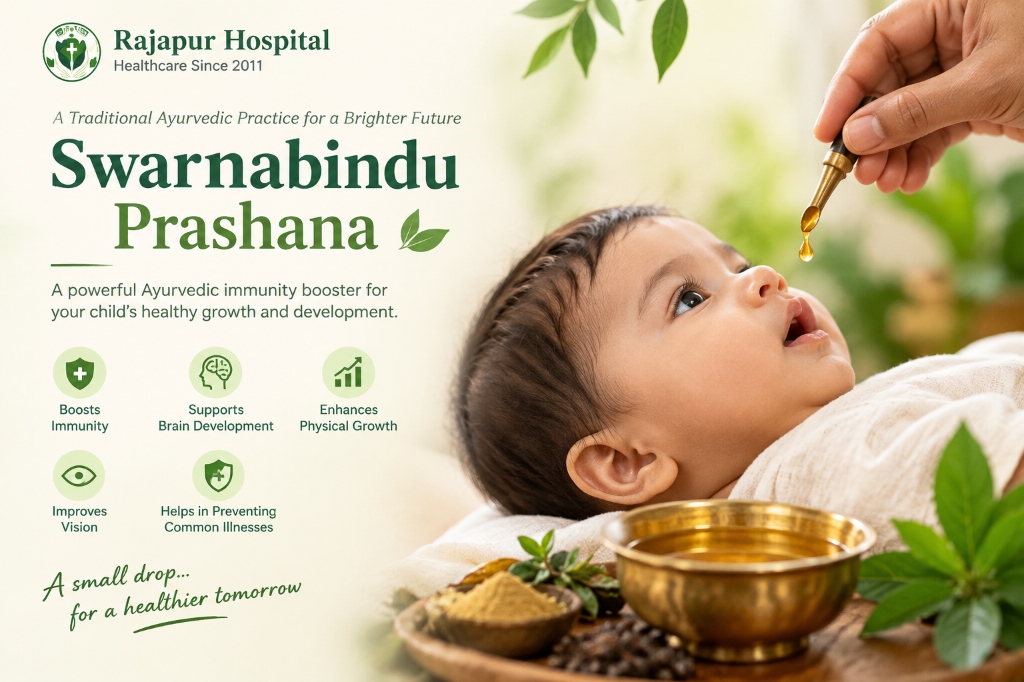 Rajapur Hospital
Healthcare Since 2011
A Traditional Ayurvedic Practice for a Brighter Future
Swarnabindu
Prashana
A powerful Ayurvedic immunity booster for
your child's healthy growth and development.
Boosts
Immunity
Supports
Brain Development
Enhances
Physical Growth
Improves
Vision
Helps in Preventing
Common Illnesses
A small drop...
for a healthier tomorrow